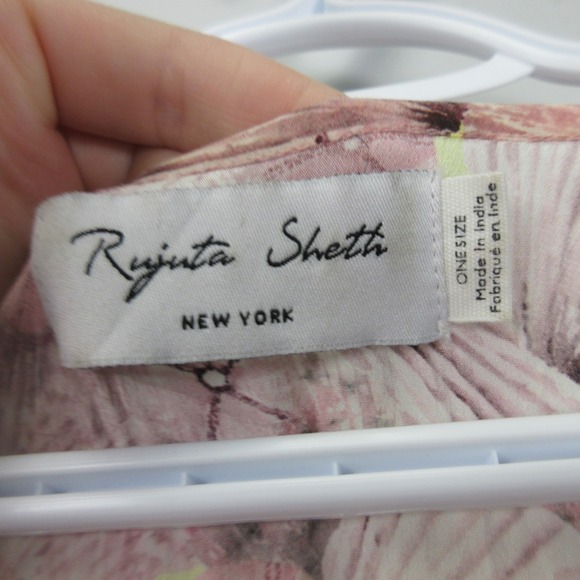 Rujuta Sheth
NEW YORK
ONE SIZE
Made In India
Fabriqué en Inde